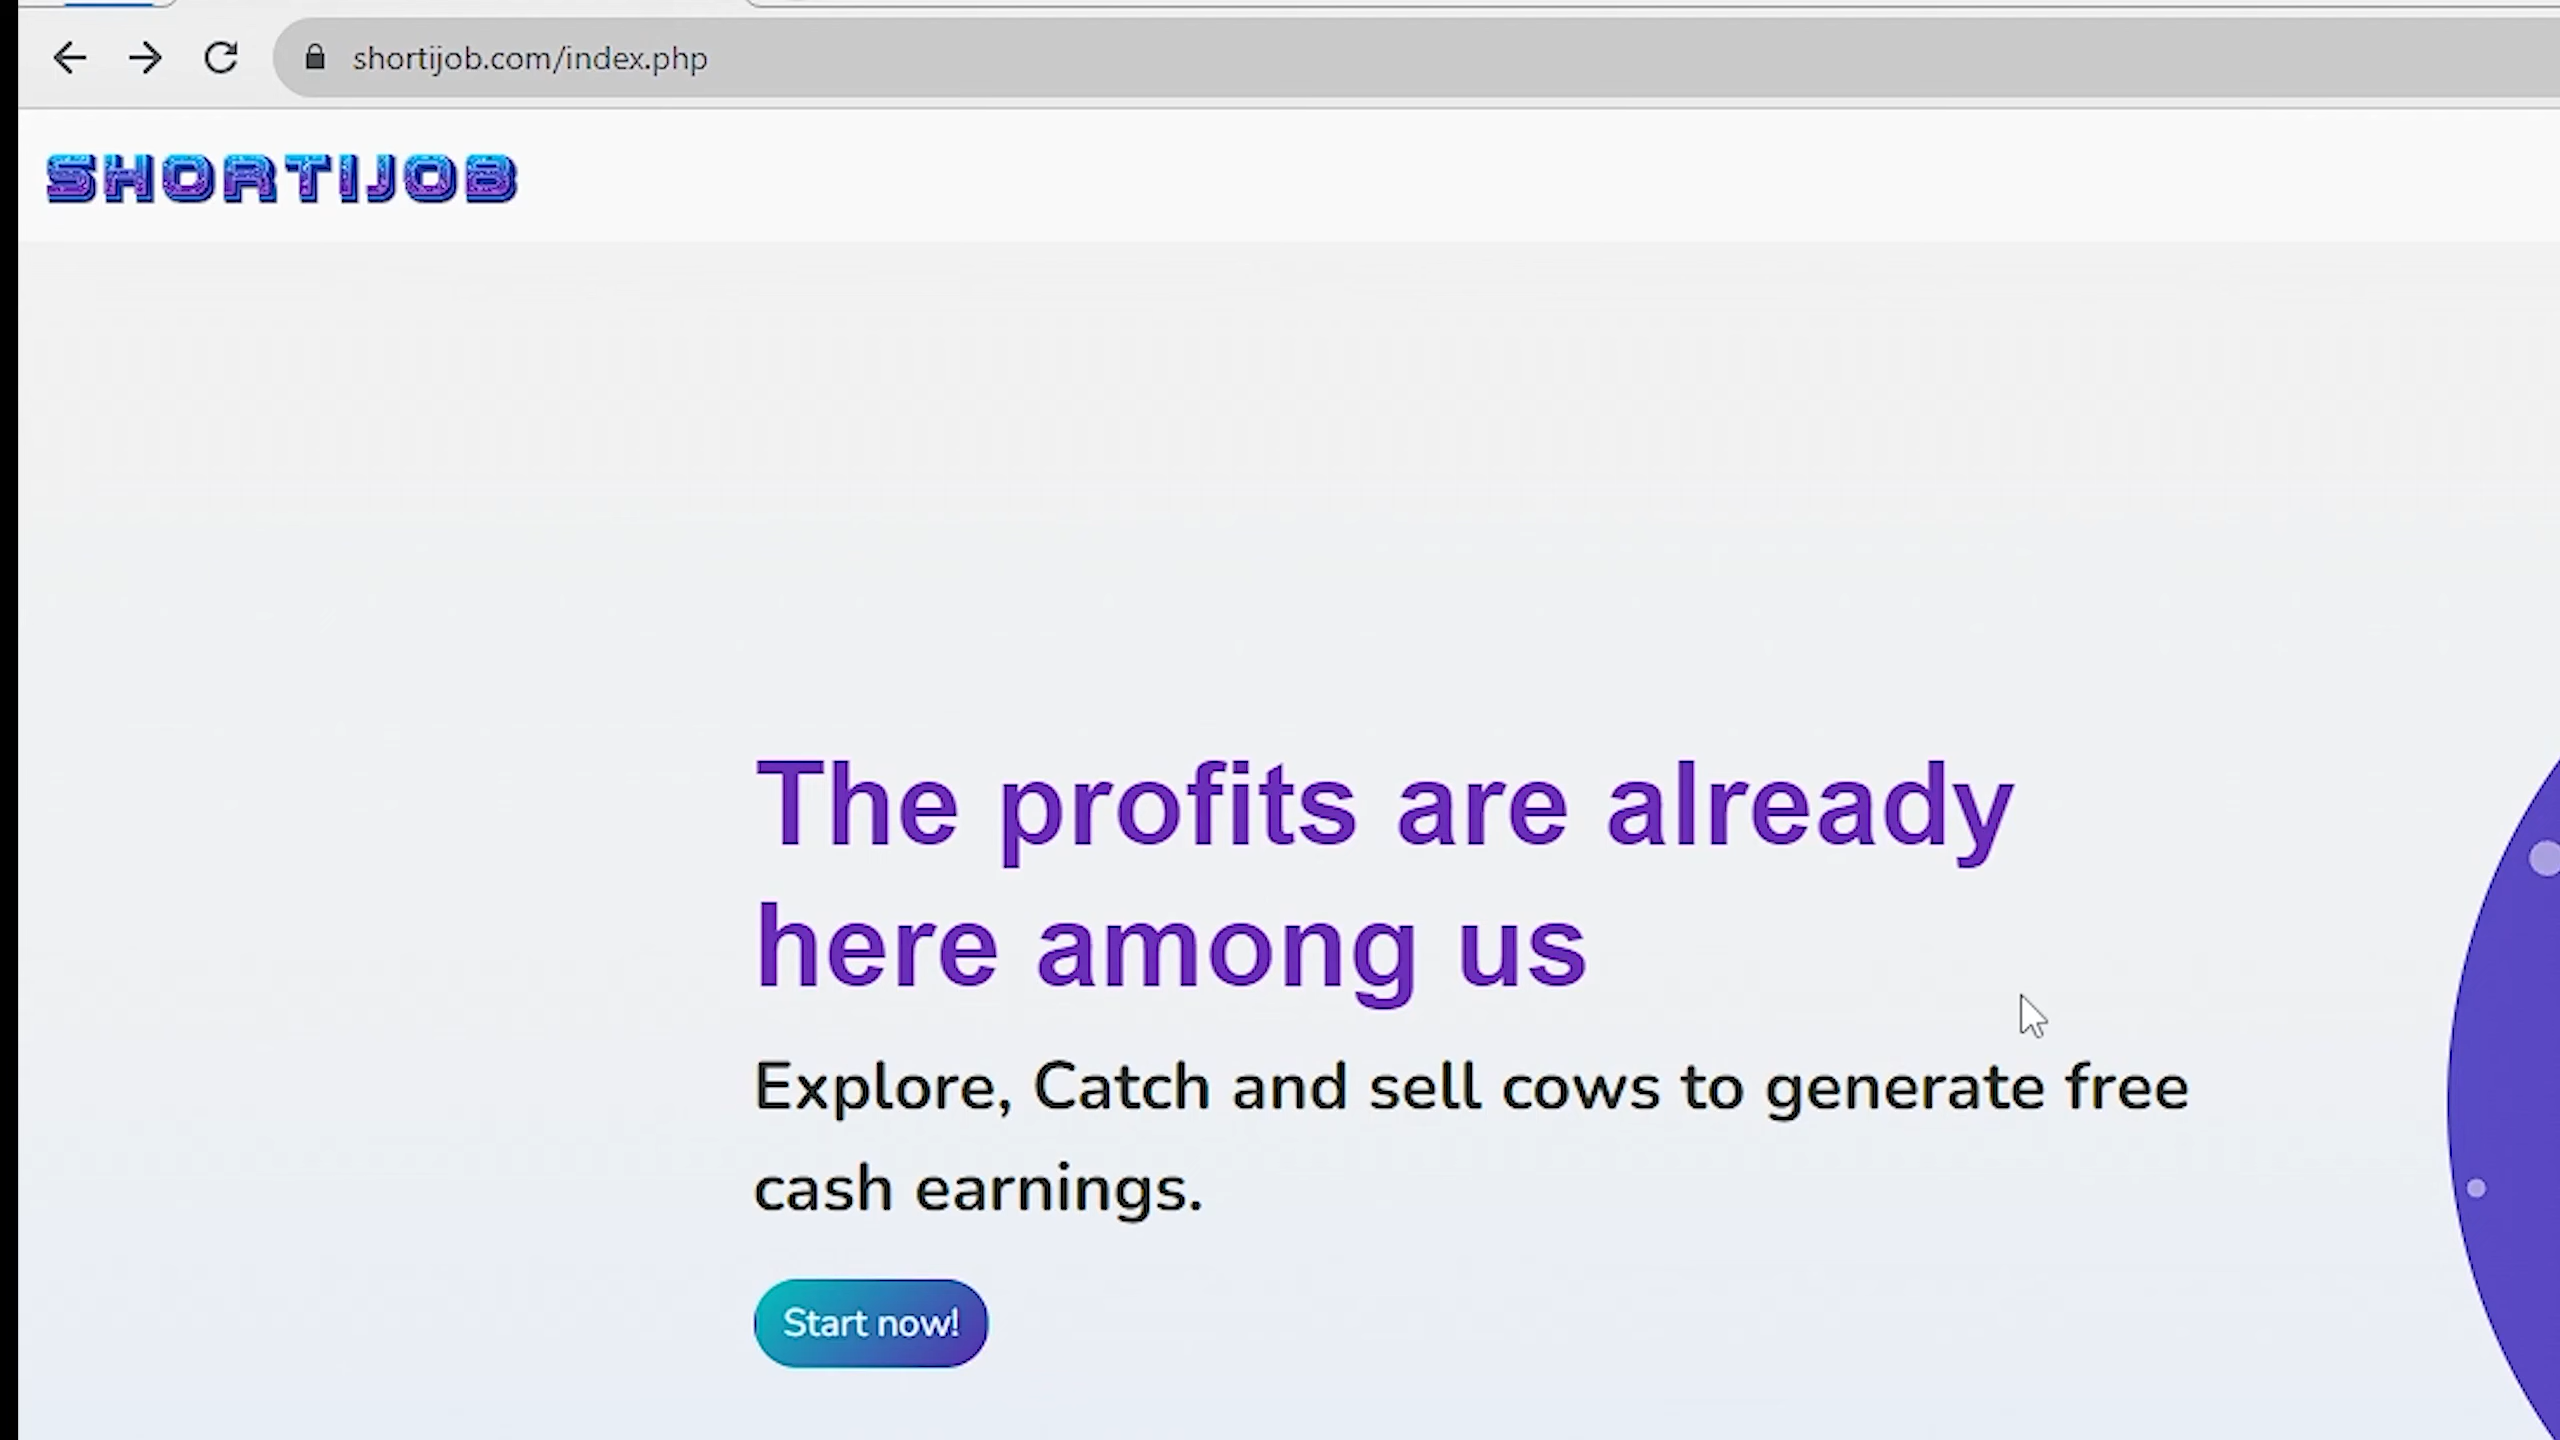 shortijob.com/index.php
SHORTIJOB
The profits are already
here among us
Explore, Catch and sell cows to generate free
cash earnings.
Start now!